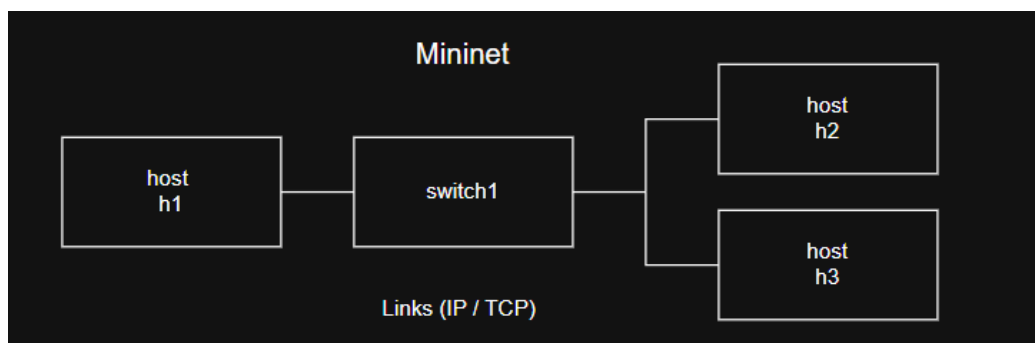 Mininet
host
h1
switch1
host
h2
host
h3
Links (IP / TCP)